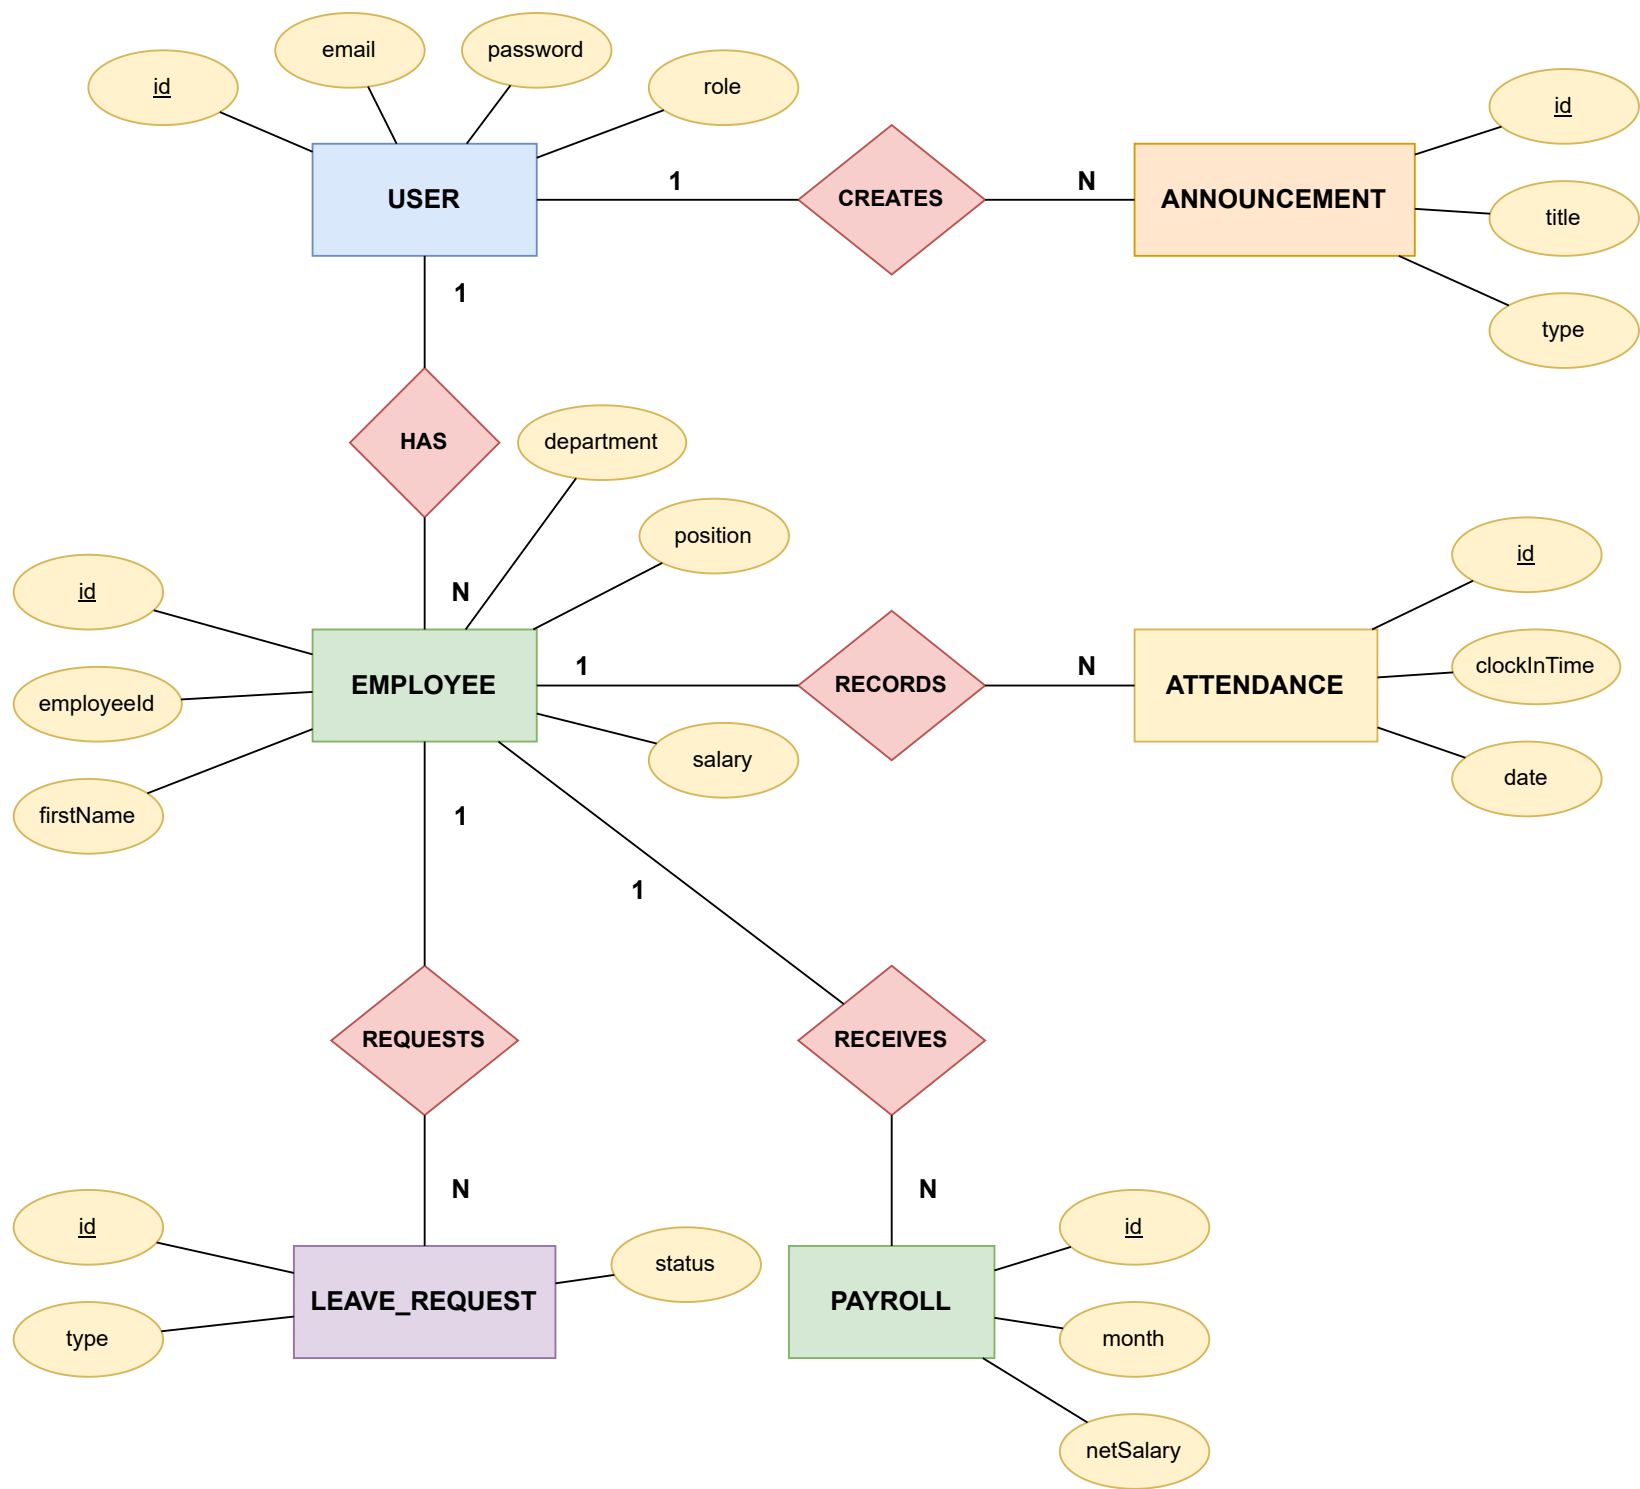 email
password
id
role
id
USER
1
CREATES
N
ANNOUNCEMENT
title
1
type
HAS
department
position
id
N
id
employeeId
EMPLOYEE
1
RECORDS
N
ATTENDANCE
clockInTime
salary
date
firstName
1
1
REQUESTS
RECEIVES
N
N
id
status
id
LEAVE_REQUEST
PAYROLL
type
month
netSalary